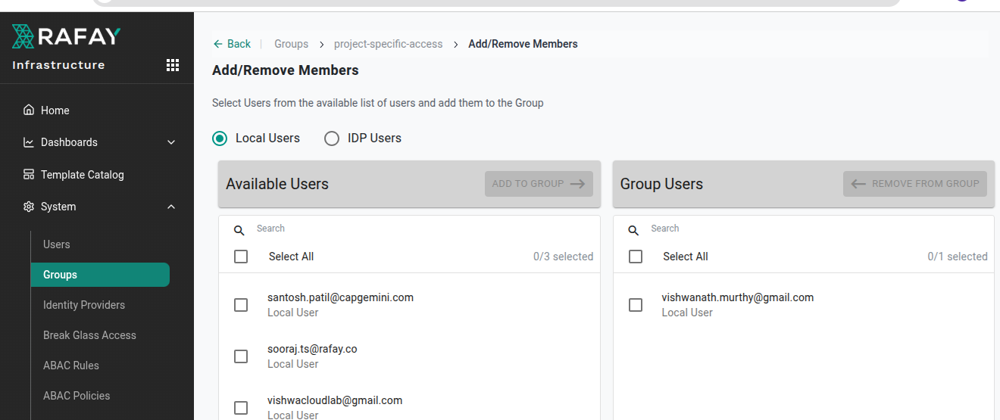 RAFAY
Infrastructure
Home
Dashboards
Template Catalog
System
Users
Groups
Identity Providers
Break Glass Access
ABAC Rules
ABAC Policies
Back | Groups > project-specific-access > Add/Remove Members
Add/Remove Members
Select Users from the available list of users and add them to the Group
Local Users IDP Users
Available Users ADD TO GROUP
Search
Select All 0/3 selected
santosh.patil@capgemini.com
Local User
sooraj.ts@rafay.co
Local User
vishwacloudlab@gmail.com
Local User
Group Users REMOVE FROM GROUP
Search
Select All 0/1 selected
vishwanath.murthy@gmail.com
Local User